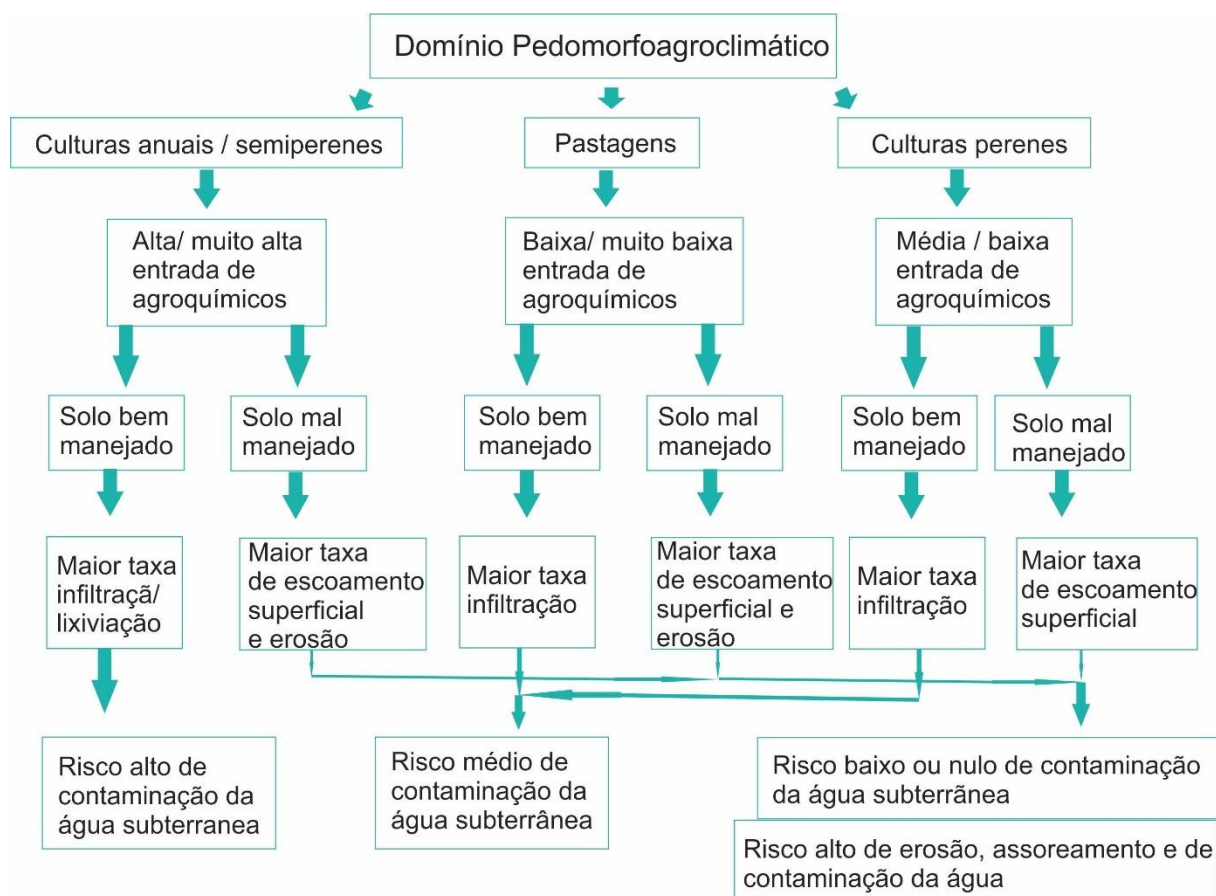 Domínio Pedomorfoagroclimático
Culturas anuais / semiperenes
Pastagens
Culturas perenes
Alta/ muito alta
entrada de
agroquímicos
Baixa/ muito baixa
entrada de
agroquímicos
Média / baixa
entrada de
agroquímicos
Solo bem
manejado
Solo mal
manejado
Solo bem
manejado
Solo mal
manejado
Solo bem
manejado
Solo mal
manejado
Maior taxa
infiltraçã/
lixiviação
Maior taxa
de escoamento
superficial
e erosão
Maior taxa
infiltração
Maior taxa
de escoamento
superficial e
erosão
Maior taxa
infiltração
Maior taxa
de escoamento
superficial
Risco alto de
contaminação da
água subterranea
Risco médio de
contaminação da
água subterrânea
Risco baixo ou nulo de contaminação
da água subterrãnea
Risco alto de erosão, assoreamento e de
contaminação da água